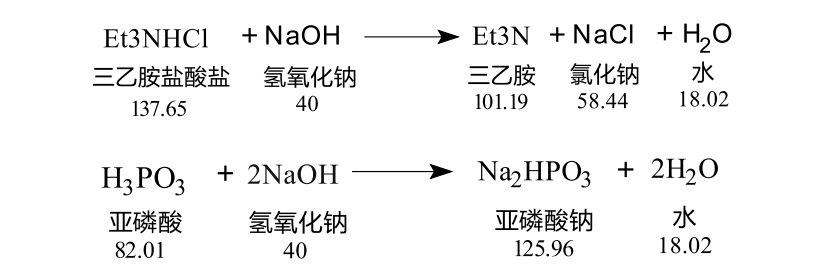 Et3NHCl + NaOH ⟶ Et3N + NaCl + H₂O
三乙胺盐酸盐 氢氧化钠 三乙胺 氯化钠 水
137.65 40 101.19 58.44 18.02
H₃PO₃ + 2NaOH ⟶ Na₂HPO₃ + 2H₂O
亚磷酸 氢氧化钠 亚磷酸钠 水
82.01 40 125.96 18.02